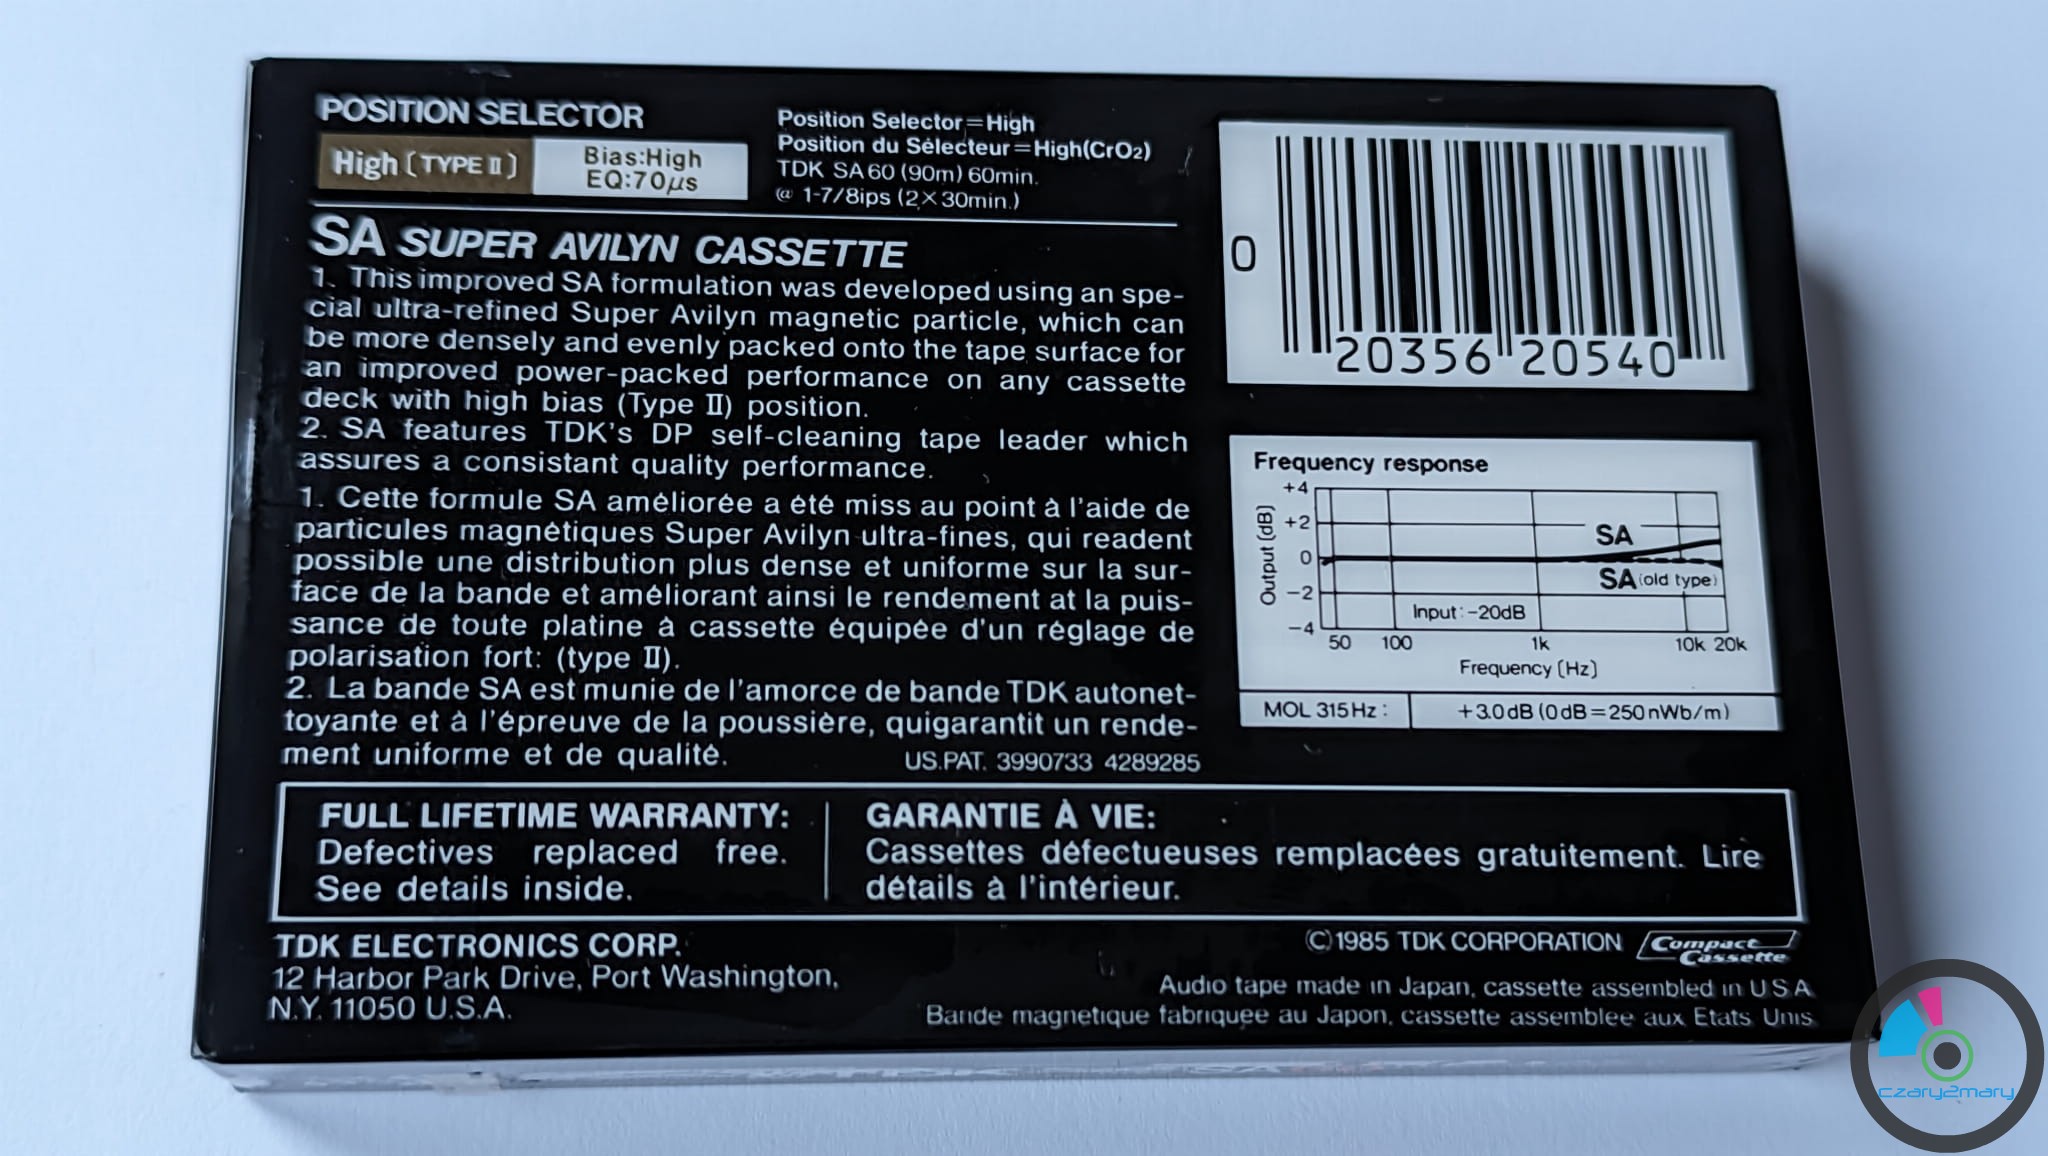 POSITION SELECTOR
High (TYPE II)
Bias:High
EQ:70μs
Position Selector=High
Position du Sélecteur=High(CrO2)
TDK SA60 (90m) 60min.
@ 1-7/8ips (2×30min.)
SA SUPER AVILYN CASSETTE
1. This improved SA formulation was developed using an spe-
cial ultra-refined Super Avilyn magnetic particle, which can
be more densely and evenly packed onto the tape surface for
an improved power-packed performance on any cassette
deck with high bias (Type II) position.
2. SA features TDK's DP self-cleaning tape leader which
assures a consistant quality performance.
1. Cette formule SA améliorée a été miss au point à l'aide de
particules magnétiques Super Avilyn ultra-fines, qui readent
possible une distribution plus dense et uniforme sur la sur-
face de la bande et améliorant ainsi le rendement at la puis-
sance de toute platine à cassette équipée d'un réglage de
polarisation fort: (type II).
2. La bande SA est munie de l'amorce de bande TDK autonet-
toyante et à l'épreuve de la poussière, quigarantit un rende-
ment uniforme et de qualité.
US.PAT. 3990733 4289285
0 20356 20540
Frequency response
Output (dB)
+4
+2
0
-2
-4
SA
SA (old type)
Input: -20dB
50 100 1k 10k 20k
Frequency (Hz)
MOL 315Hz: +3.0dB (0dB=250nWb/m)
FULL LIFETIME WARRANTY:
Defectives replaced free.
See details inside.
GARANTIE À VIE:
Cassettes défectueuses remplacées gratuitement. Lire
détails à l'intérieur.
TDK ELECTRONICS CORP.
12 Harbor Park Drive, Port Washington,
N.Y. 11050 U.S.A.
©1985 TDK CORPORATION
Compact
Cassette
Audio tape made in Japan, cassette assembled in U.S.A.
Bande magnetique fabriquee au Japon, cassette assemblee aux Etats Unis
czary2mary